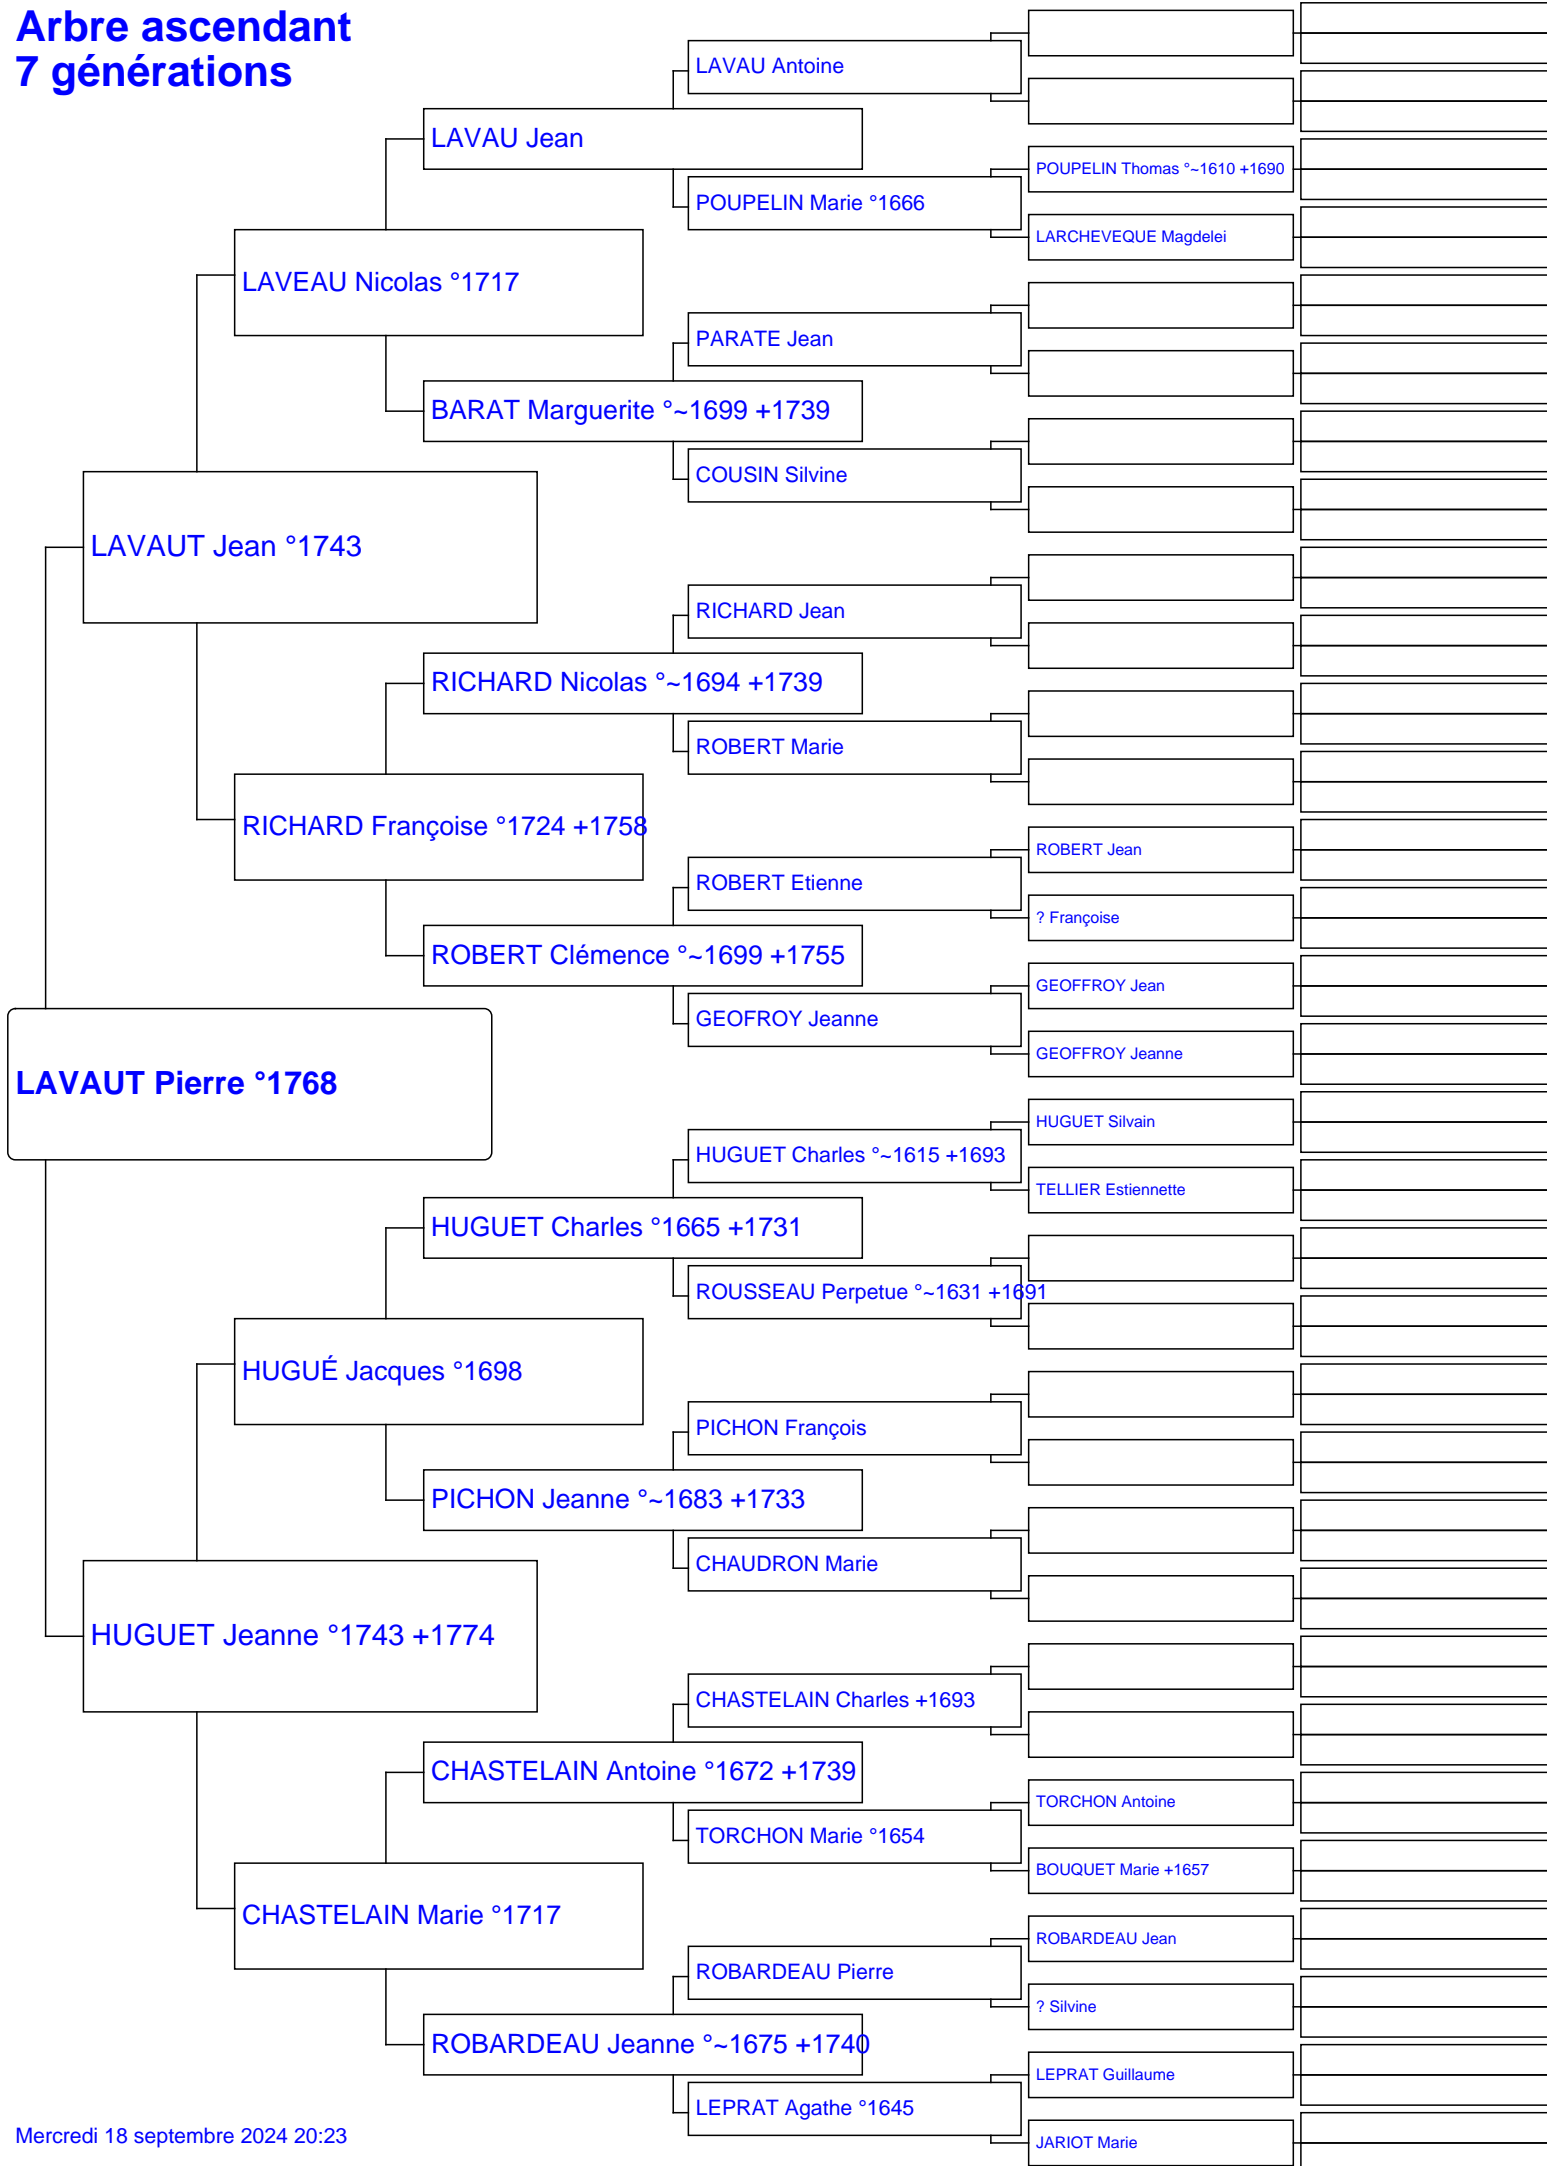 Arbre ascendant
7 générations
LAVAU Antoine
LAVAU Jean
POUPELIN Thomas °~1610 +1690
POUPELIN Marie °1666
LARCHEVEQUE Magdelei
LAVEAU Nicolas °1717
PARATE Jean
BARAT Marguerite °~1699 +1739
COUSIN Silvine
LAVAUT Jean °1743
RICHARD Jean
RICHARD Nicolas °~1694 +1739
ROBERT Marie
RICHARD Françoise °1724 +1758
ROBERT Jean
ROBERT Etienne
? Françoise
ROBERT Clémence °~1699 +1755
GEOFFROY Jean
GEOFROY Jeanne
GEOFFROY Jeanne
LAVAUT Pierre °1768
HUGUET Silvain
HUGUET Charles °~1615 +1693
TELLIER Estiennette
HUGUET Charles °1665 +1731
ROUSSEAU Perpetue °~1631 +1691
HUGUÉ Jacques °1698
PICHON François
PICHON Jeanne °~1683 +1733
CHAUDRON Marie
HUGUET Jeanne °1743 +1774
CHASTELAIN Charles +1693
CHASTELAIN Antoine °1672 +1739
TORCHON Antoine
TORCHON Marie °1654
BOUQUET Marie +1657
CHASTELAIN Marie °1717
ROBARDEAU Jean
ROBARDEAU Pierre
? Silvine
ROBARDEAU Jeanne °~1675 +1740
LEPRAT Guillaume
LEPRAT Agathe °1645
JARIOT Marie
Mercredi 18 septembre 2024 20:23